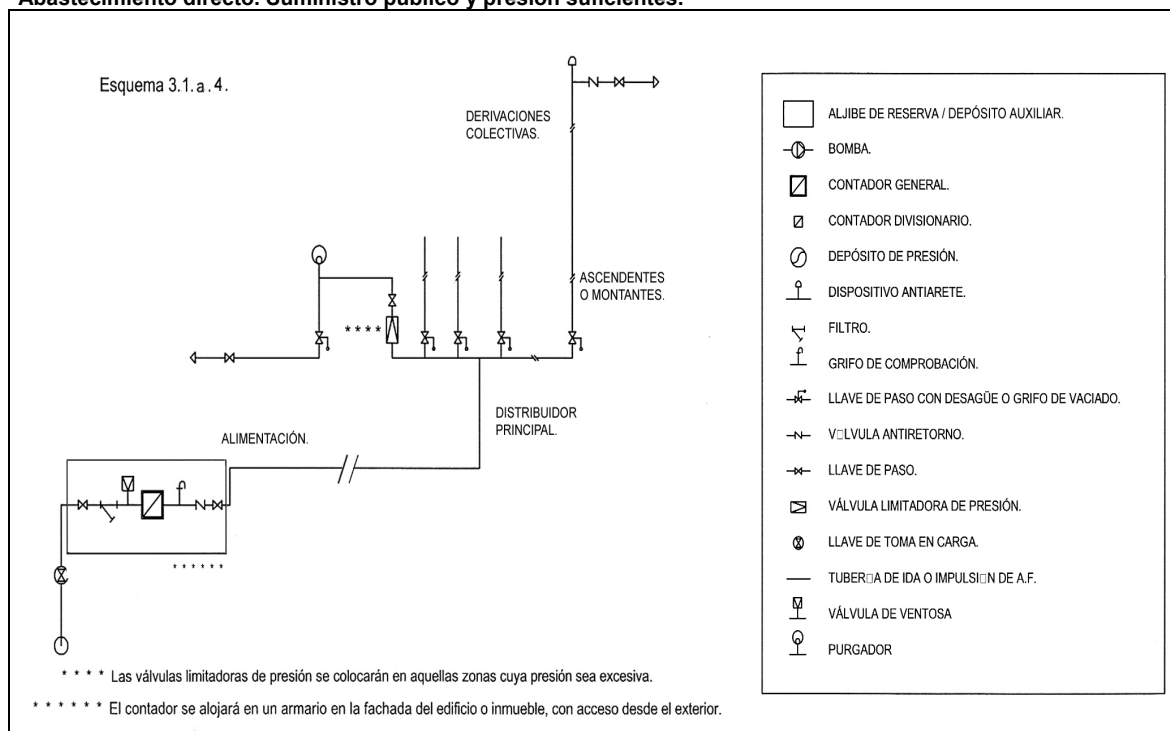 Abastecimiento directo. Suministro público y presión suficientes.
Esquema 3.1.a.4.
DERIVACIONES
COLECTIVAS.
ASCENDENTES
O MONTANTES.
* * * *
DISTRIBUIDOR
PRINCIPAL.
ALIMENTACIÓN.
* * * * * *
* * * * Las válvulas limitadoras de presión se colocarán en aquellas zonas cuya presión sea excesiva.
* * * * * * El contador se alojará en un armario en la fachada del edificio o inmueble, con acceso desde el exterior.
ALJIBE DE RESERVA / DEPÓSITO AUXILIAR.
BOMBA.
CONTADOR GENERAL.
CONTADOR DIVISIONARIO.
DEPÓSITO DE PRESIÓN.
DISPOSITIVO ANTIARETE.
FILTRO.
GRIFO DE COMPROBACIÓN.
LLAVE DE PASO CON DESAGÜE O GRIFO DE VACIADO.
V□LVULA ANTIRETORNO.
LLAVE DE PASO.
VÁLVULA LIMITADORA DE PRESIÓN.
LLAVE DE TOMA EN CARGA.
TUBER□A DE IDA O IMPULSI□N DE A.F.
VÁLVULA DE VENTOSA
PURGADOR